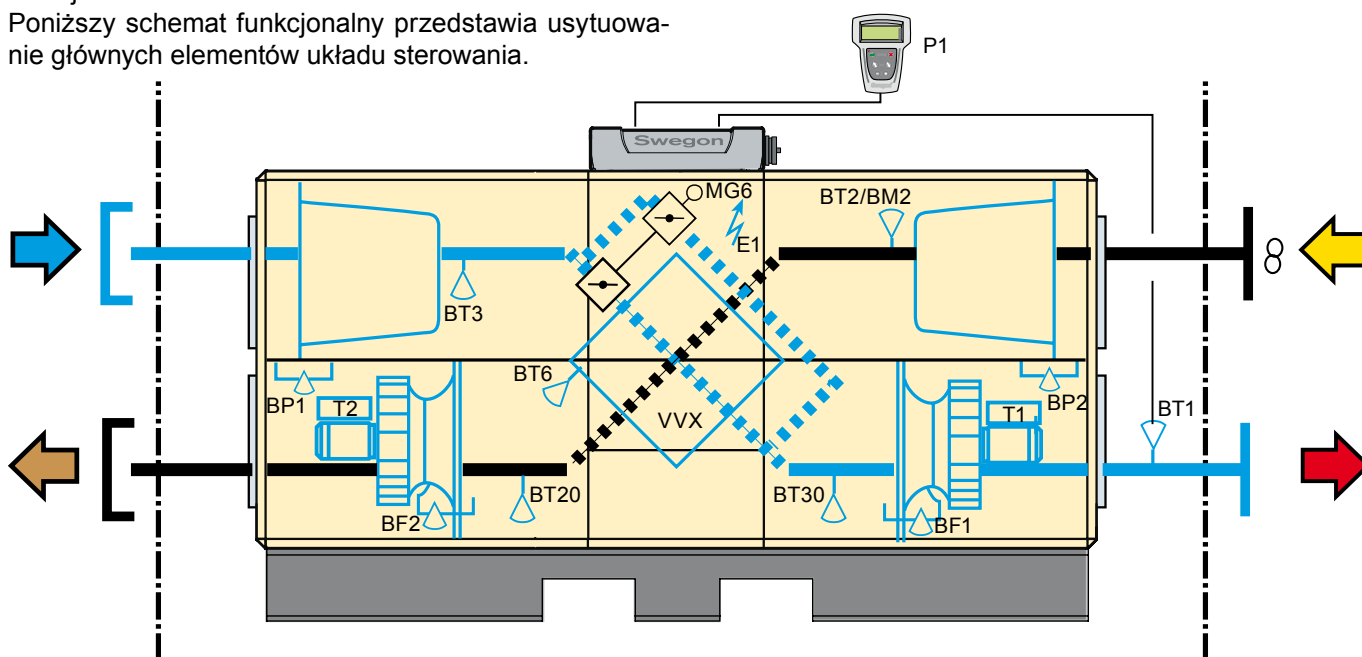 Poniższy schemat funkcjonalny przedstawia usytuowa-
nie głównych elementów układu sterowania.
P1
Swegon
MG6
BT2/BM2
E1
BT3
BT6
BP1
T2
VVX
T1
BP2
BT1
BT20
BT30
BF2
BF1